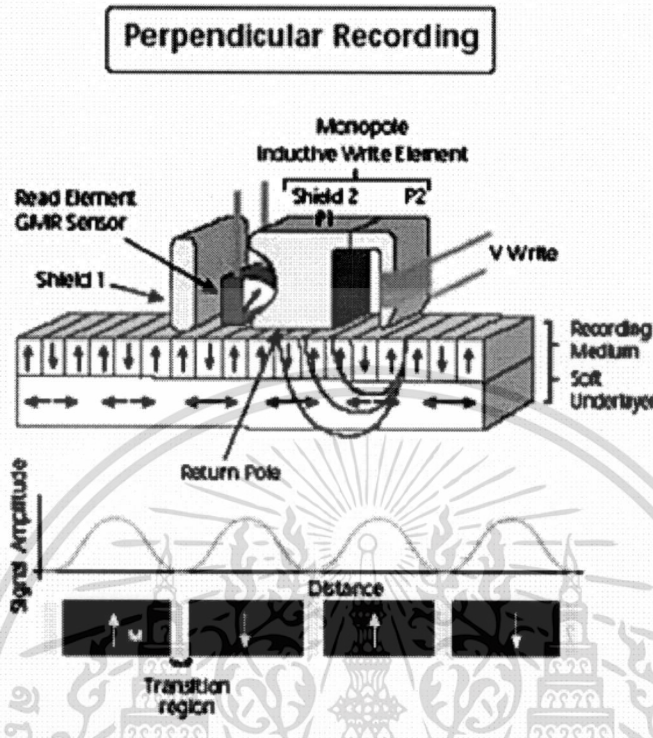 Perpendicular Recording
Monopole
Inductive Write Element
Shield 2 P2
P1
Read Element
GMR Sensor
V Write
Shield 1
Recording
Medium
Soft
Underlayer
Return Pole
Signal Amplitude
Distance
M
Transition
region